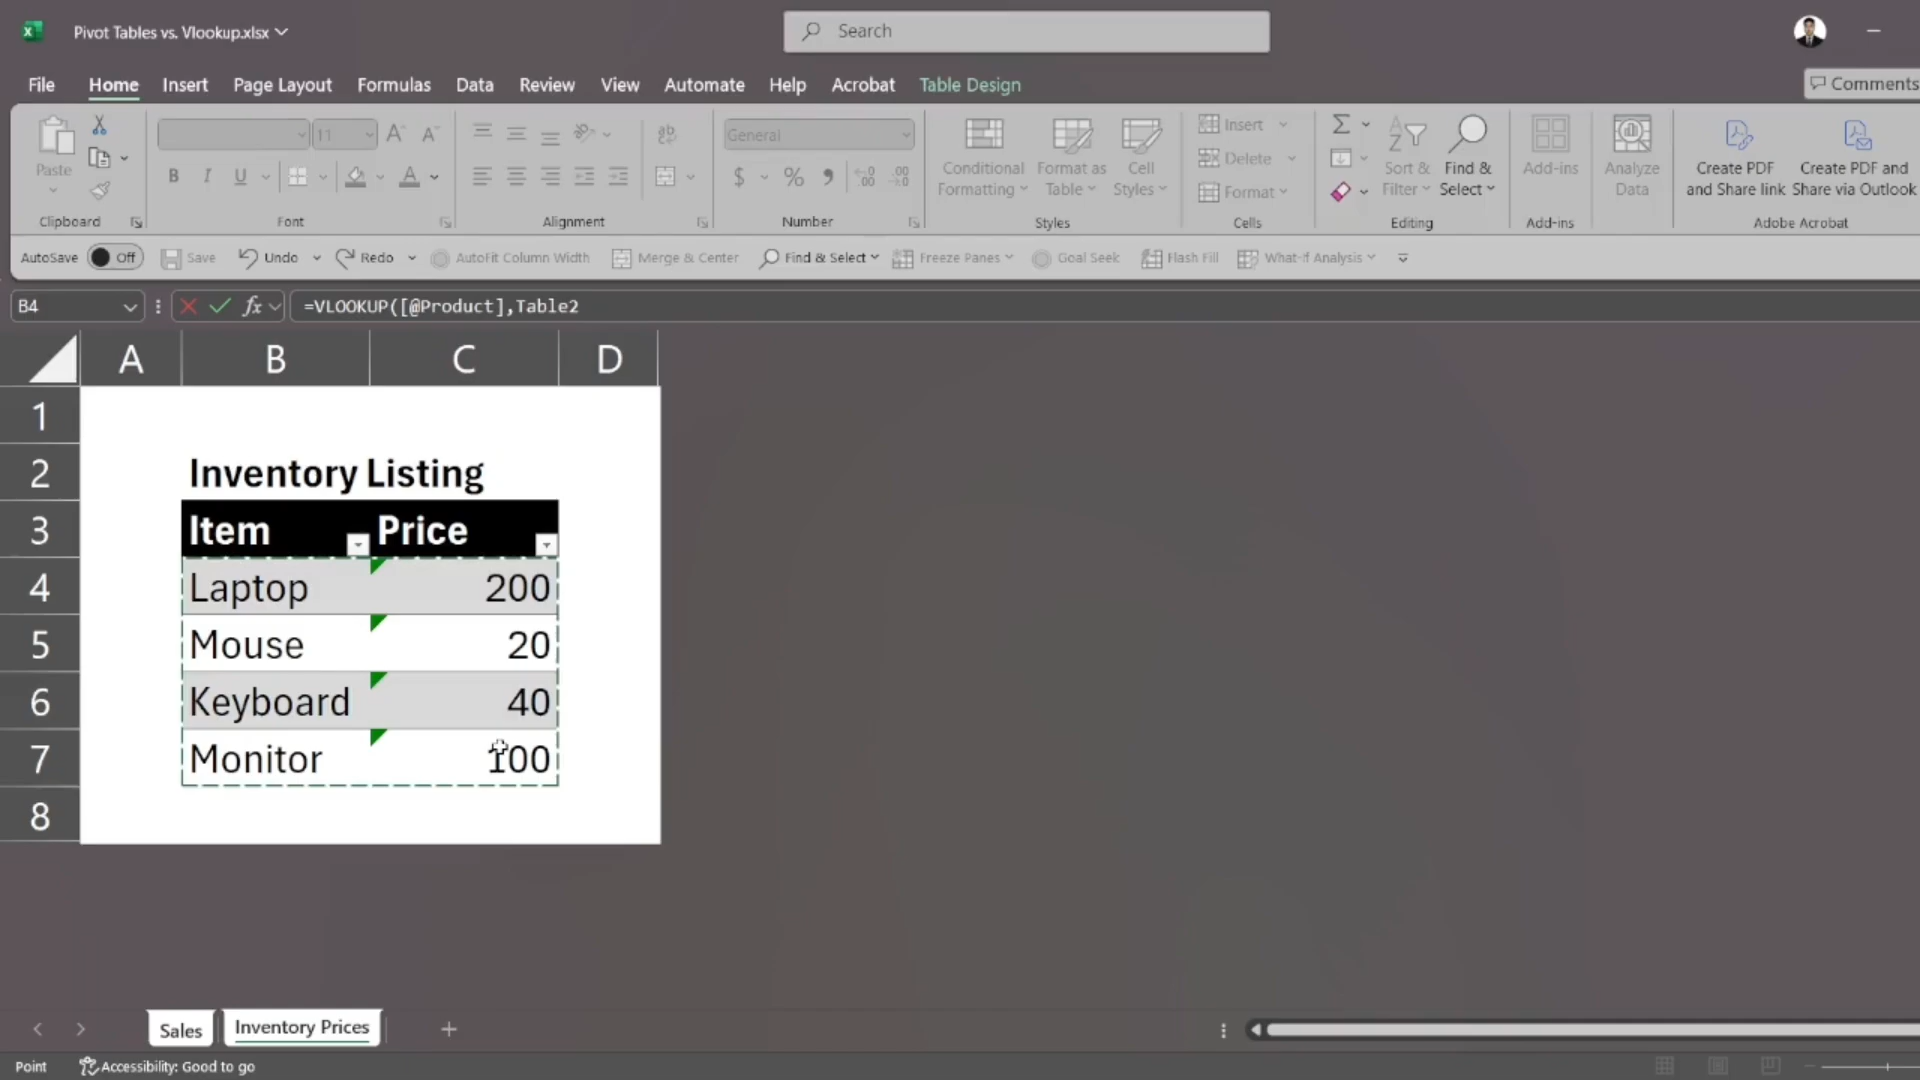 Pivot Tables vs. Vlookup.xlsx
Search
File Home Insert Page Layout Formulas Data Review View Automate Help Acrobat Table Design
Comments
Paste
Clipboard
11
B I U
Font
Alignment
General
Number
Conditional Formatting
Format as Table
Cell Styles
Styles
Insert
Delete
Format
Cells
Sort & Filter
Find & Select
Editing
Add-ins
Add-ins
Analyze Data
Create PDF and Share link
Create PDF and Share via Outlook
Adobe Acrobat
AutoSave Off Save Undo Redo AutoFit Column Width Merge & Center Find & Select Freeze Panes Goal Seek Flash Fill What-If Analysis
B4 fx =VLOOKUP([@Product],Table2
A B C D
1
2 Inventory Listing
3 Item Price
4 Laptop 200
5 Mouse 20
6 Keyboard 40
7 Monitor 100
8
Sales Inventory Prices
Point Accessibility: Good to go